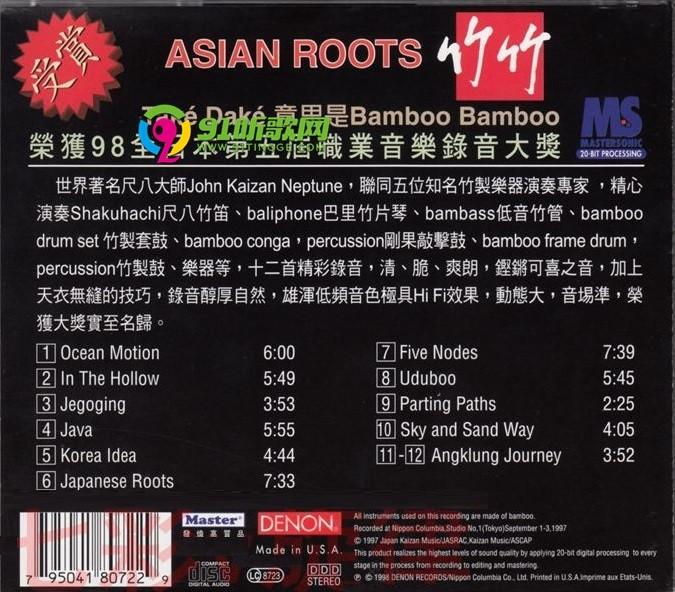 受賞
ASIAN ROOTS 竹竹
Také Daké 意思是Bamboo Bamboo
91听歌网
www.91tingge.com
榮獲98全日本第五屆職業音樂錄音大獎
MS
MASTERSONIC
20-BIT PROCESSING
世界著名尺八大師John Kaizan Neptune，聯同五位知名竹製樂器演奏專家，精心
演奏Shakuhachi尺八竹笛、baliphone巴里竹片琴、bambass低音竹管、bamboo
drum set 竹製套鼓、bamboo conga，percussion剛果敲擊鼓、bamboo frame drum，
percussion竹製鼓、樂器等，十二首精彩錄音，清、脆、爽朗，鏗鏘可喜之音，加上
天衣無縫的技巧，錄音醇厚自然，雄渾低頻音色極具Hi Fi效果，動態大，音場準，榮
獲大獎實至名歸。
1 Ocean Motion 6:00
2 In The Hollow 5:49
3 Jegoging 3:53
4 Java 5:55
5 Korea Idea 4:44
6 Japanese Roots 7:33
7 Five Nodes 7:39
8 Uduboo 5:45
9 Parting Paths 2:25
10 Sky and Sand Way 4:05
11-12 Angklung Journey 3:52
7 95041 80722 9
Master
發燒高質品
DENON
Made in U.S.A.
COMPACT
disc
DIGITAL AUDIO
LC 8723
DDD
STEREO
All instruments used on this recording are made of bamboo.
Recorded at Nippon Columbia,Studio No,1(Tokyo)September 1-3,1997
© 1997 Japan Kaizan Music/JASRAC,Kaizan Music/ASCAP
This product realizes the highest levels of sound quality by applying 20-bit digital processing to every
stage in the process from recording to editing and mastering.
℗ © 1998 DENON RECORDS/Nippon Columbia Co., Ltd. Printed in U.S.A.Imprime aux Etats-Unis.